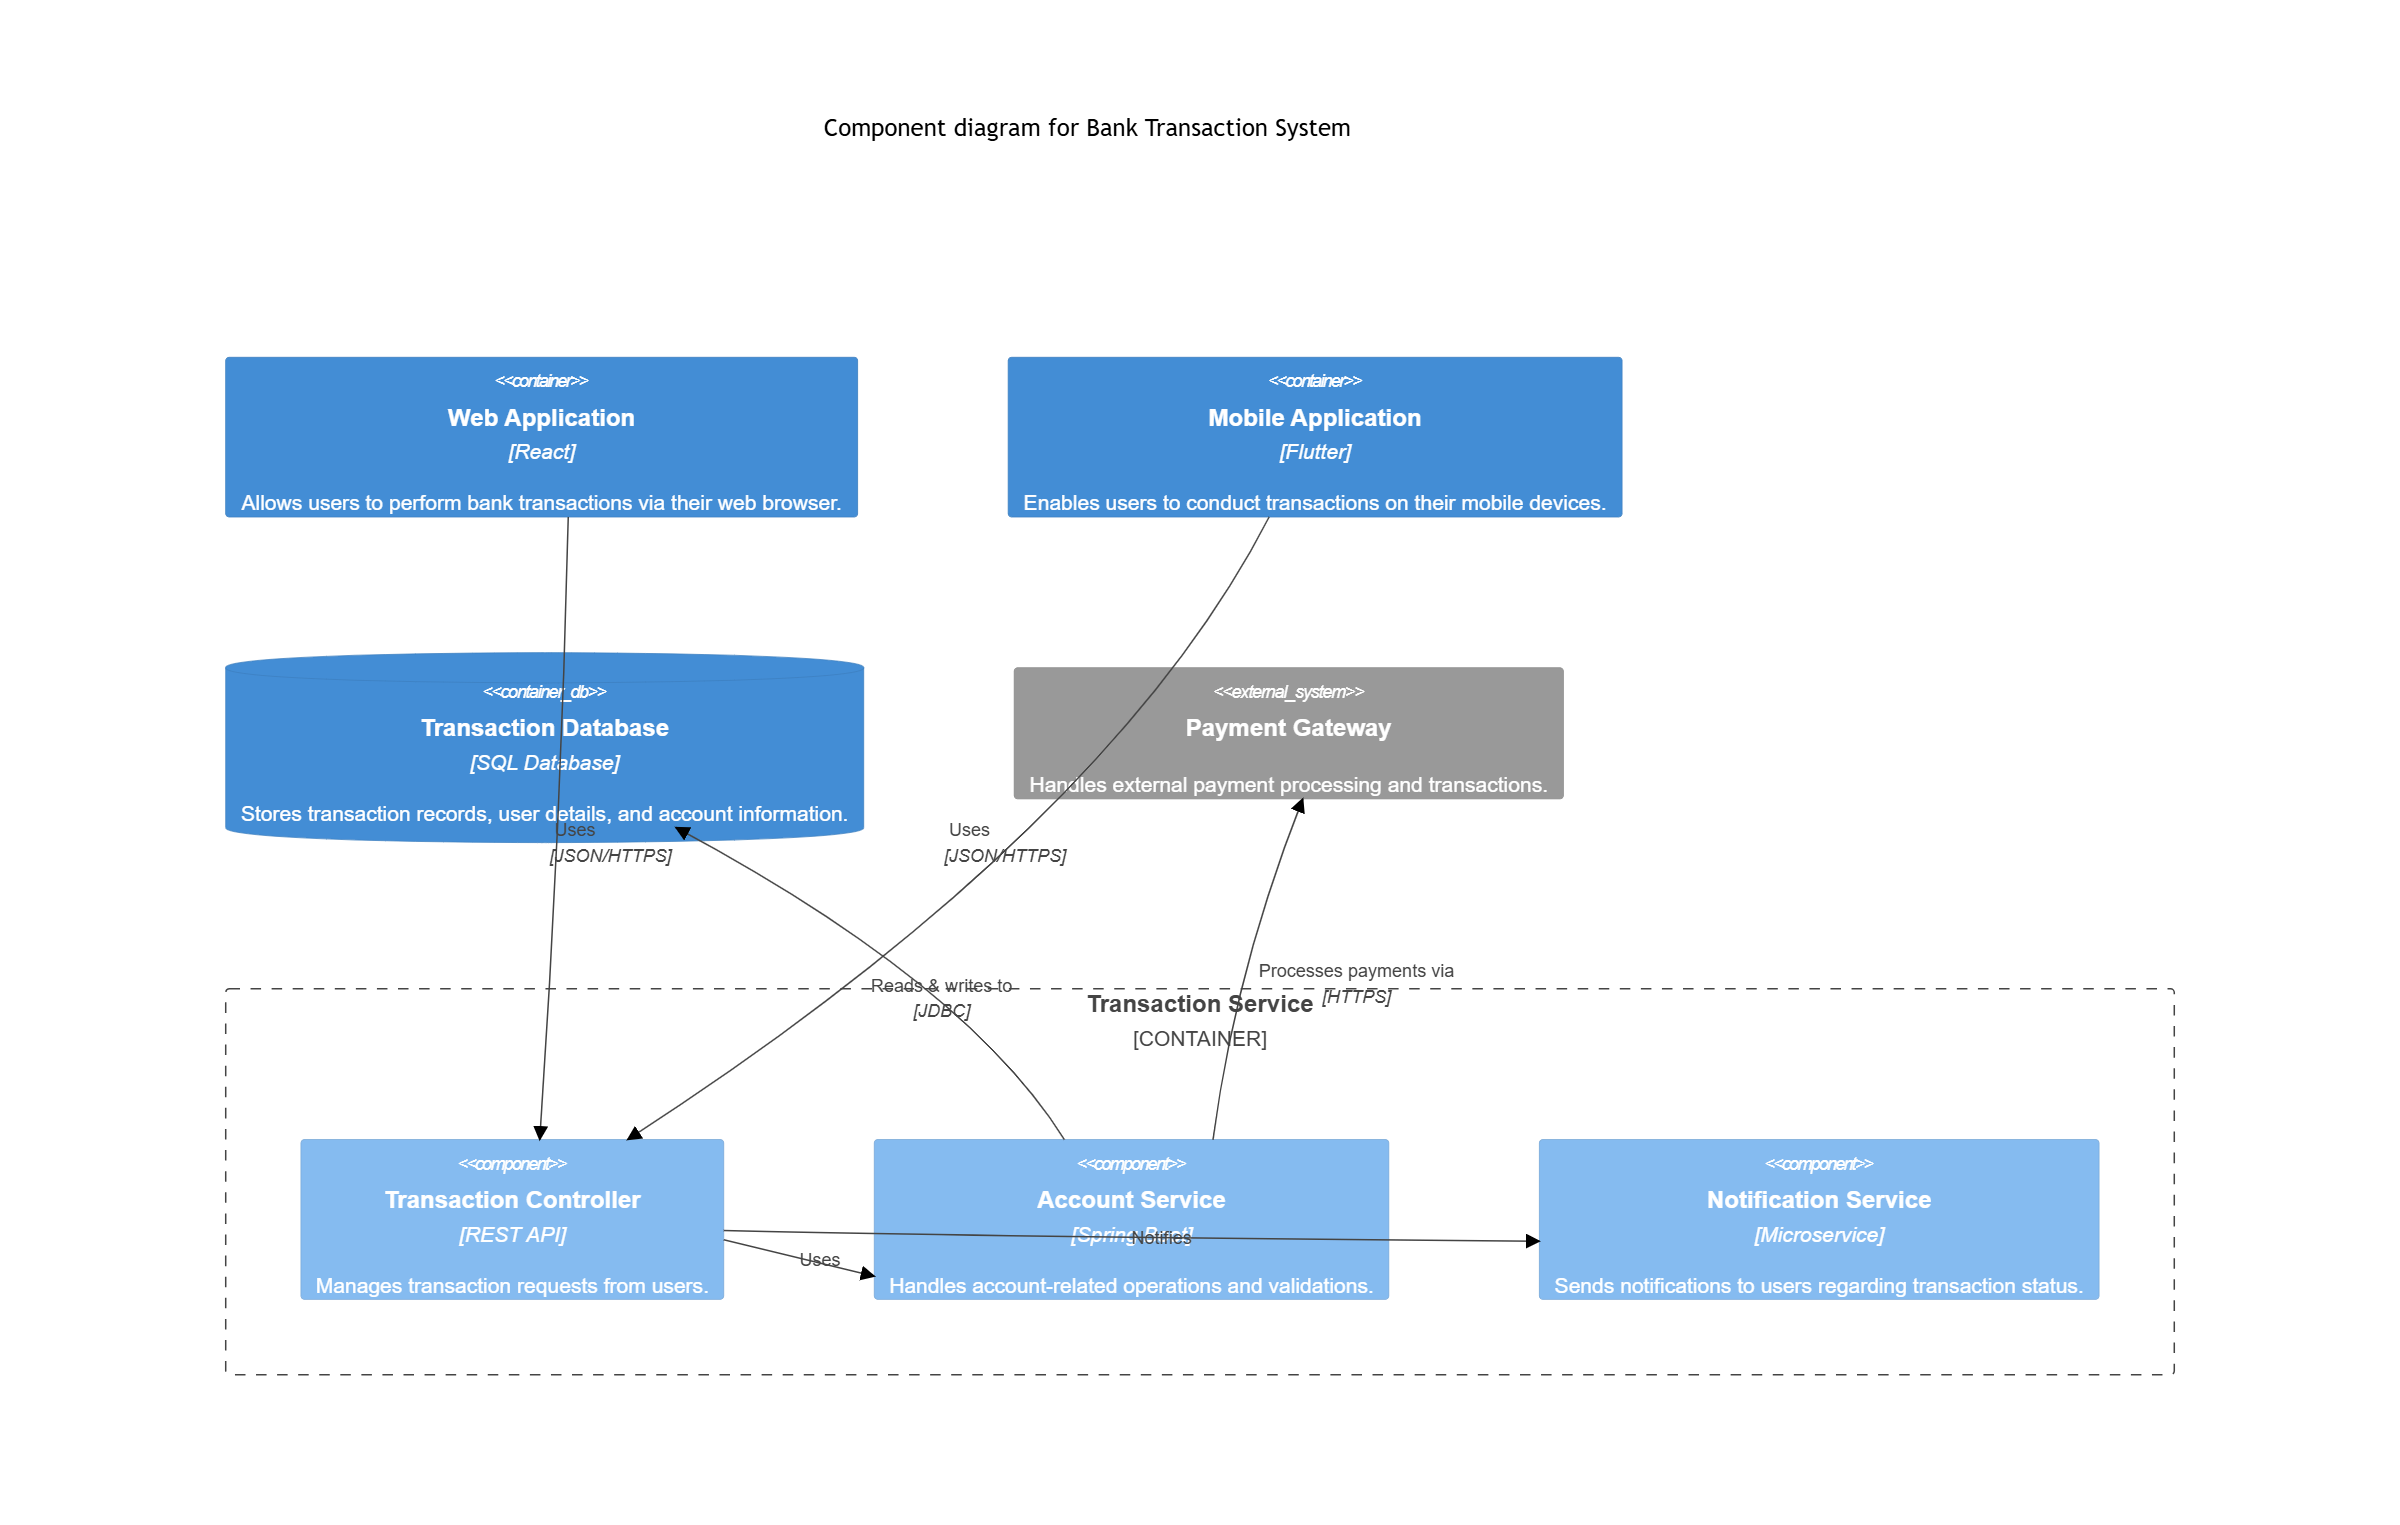 Component diagram for Bank Transaction System
<<container>>
Web Application
[React]
Allows users to perform bank transactions via their web browser.
<<container>>
Mobile Application
[Flutter]
Enables users to conduct transactions on their mobile devices.
<<container_db>>
Transaction Database
[SQL Database]
Stores transaction records, user details, and account information.
<<external_system>>
Payment Gateway
Handles external payment processing and transactions.
Uses
[JSON/HTTPS]
Uses
[JSON/HTTPS]
Reads & writes to
[JDBC]
Processes payments via
[HTTPS]
Transaction Service
[CONTAINER]
<<component>>
Transaction Controller
[REST API]
Manages transaction requests from users.
<<component>>
Account Service
[Spring Boot]
Handles account-related operations and validations.
<<component>>
Notification Service
[Microservice]
Sends notifications to users regarding transaction status.
Notifies
Uses